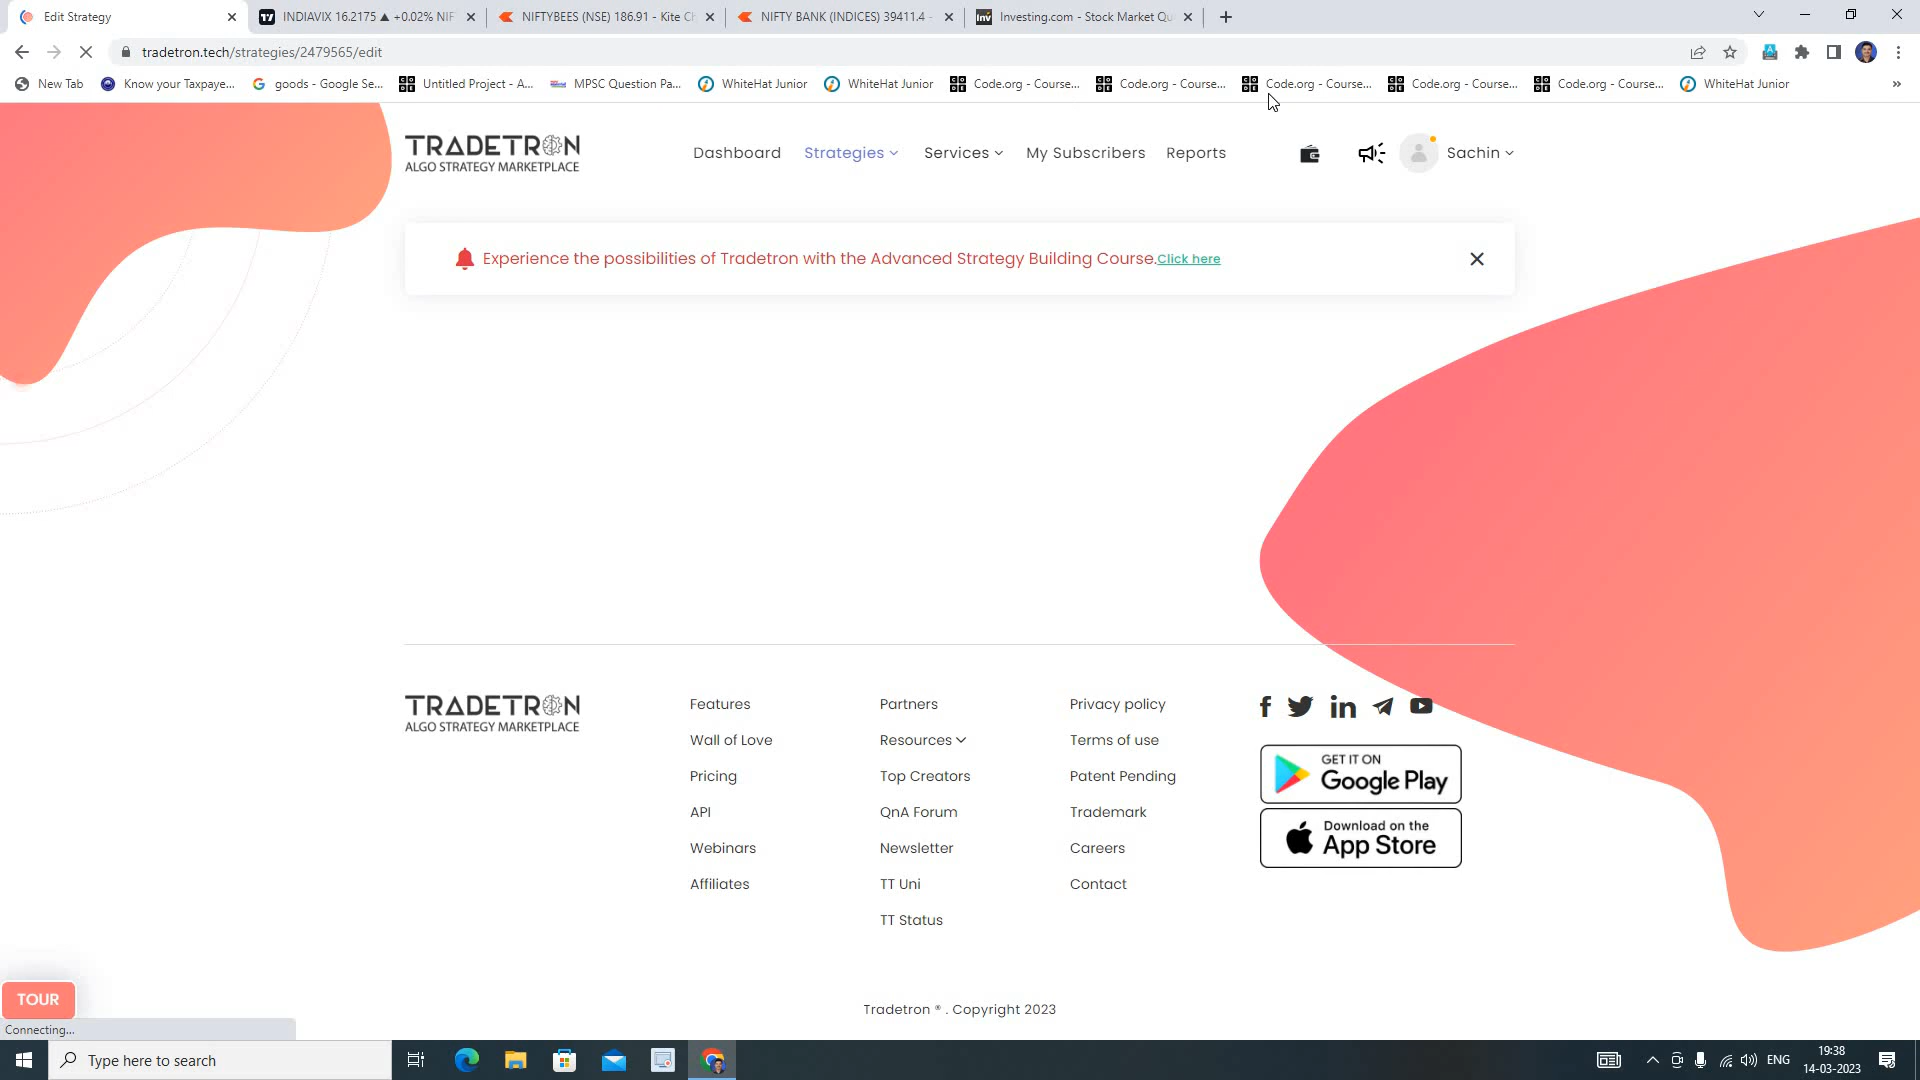 Edit Strategy
INDIAVIX 16.2175 ▲ +0.02% NIF
NIFTYBEES (NSE) 186.91 - Kite Ch
NIFTY BANK (INDICES) 39411.4 -
Inv Investing.com - Stock Market Qu
tradetron.tech/strategies/2479565/edit
New Tab
Know your Taxpaye...
goods - Google Se...
Untitled Project - A...
MPSC Question Pa...
WhiteHat Junior
WhiteHat Junior
Code.org - Course...
Code.org - Course...
Code.org - Course...
Code.org - Course...
Code.org - Course...
WhiteHat Junior
»
TRADETRON
ALGO STRATEGY MARKETPLACE
Dashboard
Strategies
Services
My Subscribers
Reports
Sachin
Experience the possibilities of Tradetron with the Advanced Strategy Building Course.Click here
TRADETRON
ALGO STRATEGY MARKETPLACE
Features
Wall of Love
Pricing
API
Webinars
Affiliates
Partners
Resources
Top Creators
QnA Forum
Newsletter
TT Uni
TT Status
Privacy policy
Terms of use
Patent Pending
Trademark
Careers
Contact
GET IT ON
Google Play
Download on the
App Store
Tradetron ® . Copyright 2023
TOUR
Connecting...
Type here to search
ENG
19:38
14-03-2023